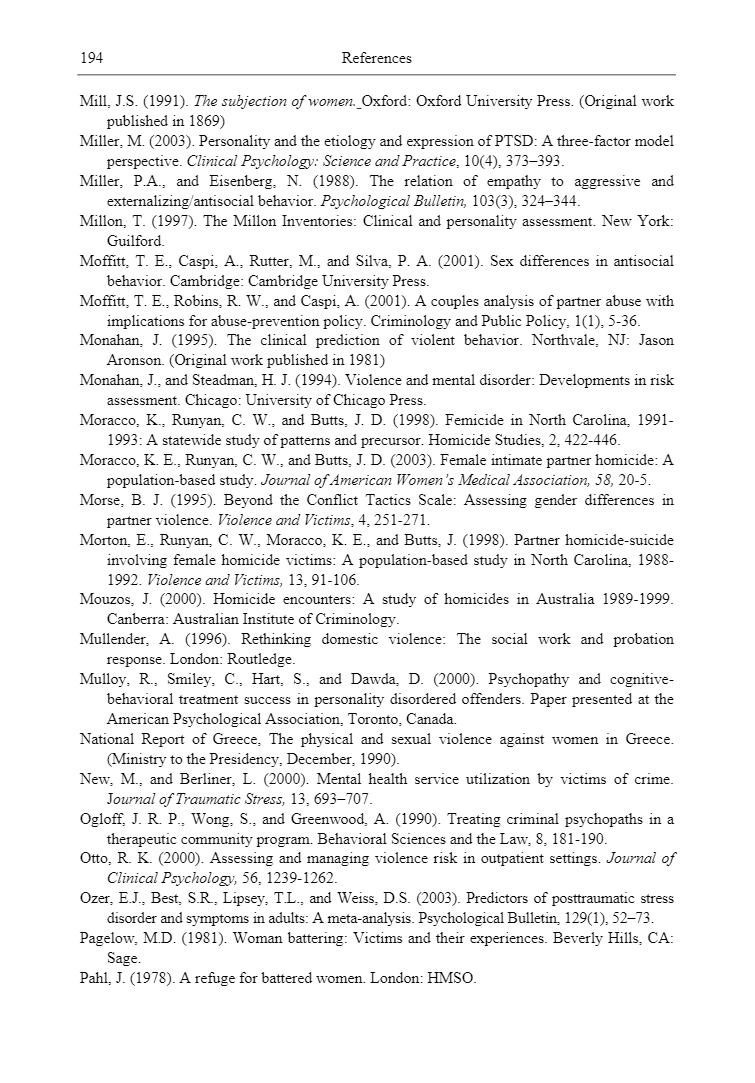 194 References
Mill, J.S. (1991). The subjection of women. Oxford: Oxford University Press. (Original work
published in 1869)
Miller, M. (2003). Personality and the etiology and expression of PTSD: A three-factor model
perspective. Clinical Psychology: Science and Practice, 10(4), 373–393.
Miller, P.A., and Eisenberg, N. (1988). The relation of empathy to aggressive and
externalizing/antisocial behavior. Psychological Bulletin, 103(3), 324–344.
Millon, T. (1997). The Millon Inventories: Clinical and personality assessment. New York:
Guilford.
Moffitt, T. E., Caspi, A., Rutter, M., and Silva, P. A. (2001). Sex differences in antisocial
behavior. Cambridge: Cambridge University Press.
Moffitt, T. E., Robins, R. W., and Caspi, A. (2001). A couples analysis of partner abuse with
implications for abuse-prevention policy. Criminology and Public Policy, 1(1), 5-36.
Monahan, J. (1995). The clinical prediction of violent behavior. Northvale, NJ: Jason
Aronson. (Original work published in 1981)
Monahan, J., and Steadman, H. J. (1994). Violence and mental disorder: Developments in risk
assessment. Chicago: University of Chicago Press.
Moracco, K., Runyan, C. W., and Butts, J. D. (1998). Femicide in North Carolina, 1991-
1993: A statewide study of patterns and precursor. Homicide Studies, 2, 422-446.
Moracco, K. E., Runyan, C. W., and Butts, J. D. (2003). Female intimate partner homicide: A
population-based study. Journal of American Women's Medical Association, 58, 20-5.
Morse, B. J. (1995). Beyond the Conflict Tactics Scale: Assessing gender differences in
partner violence. Violence and Victims, 4, 251-271.
Morton, E., Runyan, C. W., Moracco, K. E., and Butts, J. (1998). Partner homicide-suicide
involving female homicide victims: A population-based study in North Carolina, 1988-
1992. Violence and Victims, 13, 91-106.
Mouzos, J. (2000). Homicide encounters: A study of homicides in Australia 1989-1999.
Canberra: Australian Institute of Criminology.
Mullender, A. (1996). Rethinking domestic violence: The social work and probation
response. London: Routledge.
Mulloy, R., Smiley, C., Hart, S., and Dawda, D. (2000). Psychopathy and cognitive-
behavioral treatment success in personality disordered offenders. Paper presented at the
American Psychological Association, Toronto, Canada.
National Report of Greece, The physical and sexual violence against women in Greece.
(Ministry to the Presidency, December, 1990).
New, M., and Berliner, L. (2000). Mental health service utilization by victims of crime.
Journal of Traumatic Stress, 13, 693–707.
Ogloff, J. R. P., Wong, S., and Greenwood, A. (1990). Treating criminal psychopaths in a
therapeutic community program. Behavioral Sciences and the Law, 8, 181-190.
Otto, R. K. (2000). Assessing and managing violence risk in outpatient settings. Journal of
Clinical Psychology, 56, 1239-1262.
Ozer, E.J., Best, S.R., Lipsey, T.L., and Weiss, D.S. (2003). Predictors of posttraumatic stress
disorder and symptoms in adults: A meta-analysis. Psychological Bulletin, 129(1), 52–73.
Pagelow, M.D. (1981). Woman battering: Victims and their experiences. Beverly Hills, CA:
Sage.
Pahl, J. (1978). A refuge for battered women. London: HMSO.